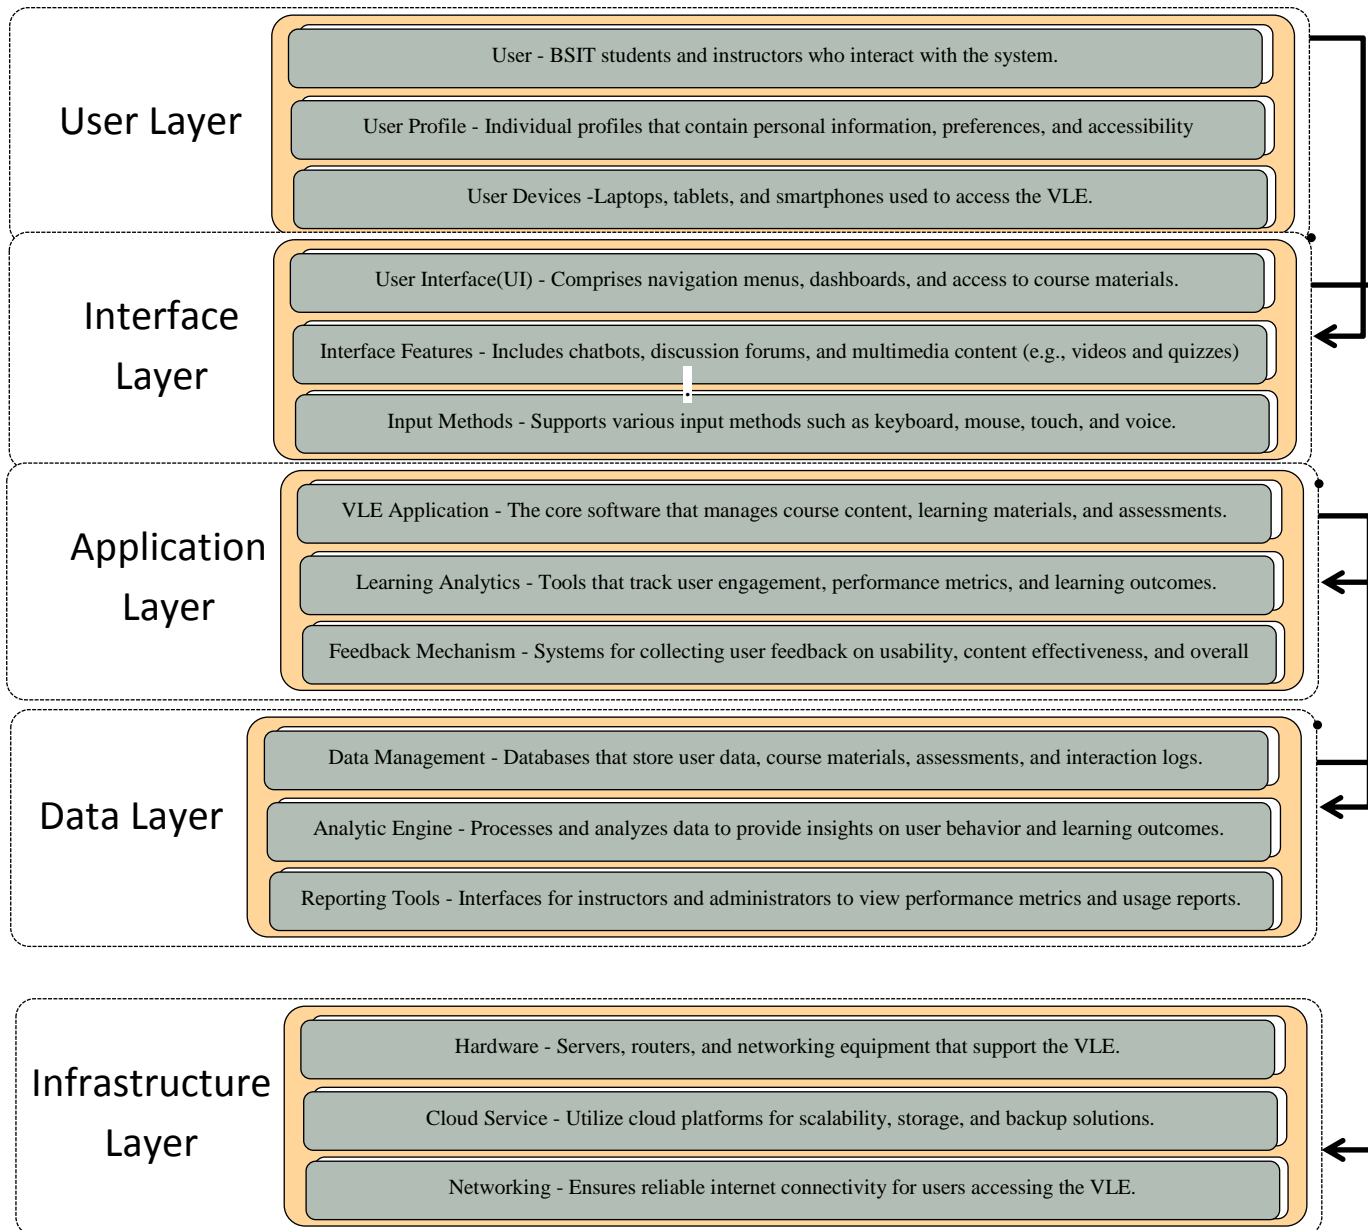 User Layer
User - BSIT students and instructors who interact with the system.
User Profile - Individual profiles that contain personal information, preferences, and accessibility
User Devices -Laptops, tablets, and smartphones used to access the VLE.
Interface
Layer
User Interface(UI) - Comprises navigation menus, dashboards, and access to course materials.
Interface Features - Includes chatbots, discussion forums, and multimedia content (e.g., videos and quizzes)
.
Input Methods - Supports various input methods such as keyboard, mouse, touch, and voice.
Application
Layer
VLE Application - The core software that manages course content, learning materials, and assessments.
Learning Analytics - Tools that track user engagement, performance metrics, and learning outcomes.
Feedback Mechanism - Systems for collecting user feedback on usability, content effectiveness, and overall
Data Layer
Data Management - Databases that store user data, course materials, assessments, and interaction logs.
Analytic Engine - Processes and analyzes data to provide insights on user behavior and learning outcomes.
Reporting Tools - Interfaces for instructors and administrators to view performance metrics and usage reports.
Infrastructure
Layer
Hardware - Servers, routers, and networking equipment that support the VLE.
Cloud Service - Utilize cloud platforms for scalability, storage, and backup solutions.
Networking - Ensures reliable internet connectivity for users accessing the VLE.